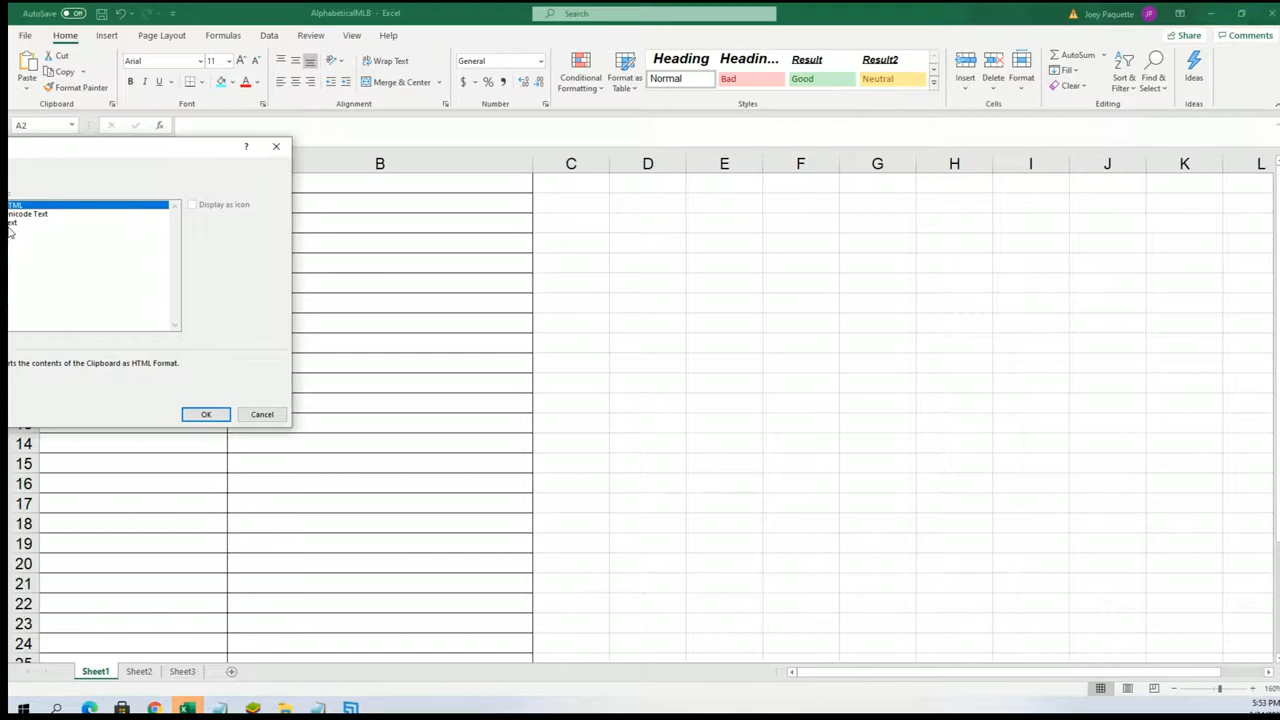 AutoSave Off AlphabeticalMLB - Excel Search Joey Paquette JP
File Home Insert Page Layout Formulas Data Review View Help Share Comments
Paste Cut Copy Format Painter Clipboard
Arial 11 A A B I U A Font
Wrap Text Merge & Center Alignment
General $ % Number
Conditional Formatting Format as Table
Heading Headin... Result Result2
Normal Bad Good Neutral
Styles
Insert Delete Format Cells
AutoSum Fill Clear Sort & Filter Find & Select Editing
Ideas Ideas
A2 fx
? ×
B C D E F G H I J K L
TML
nicode Text
ext
Display as icon
rts the contents of the Clipboard as HTML Format.
OK Cancel
14
15
16
17
18
19
20
21
22
23
24
Sheet1 Sheet2 Sheet3
160%
5:53 PM